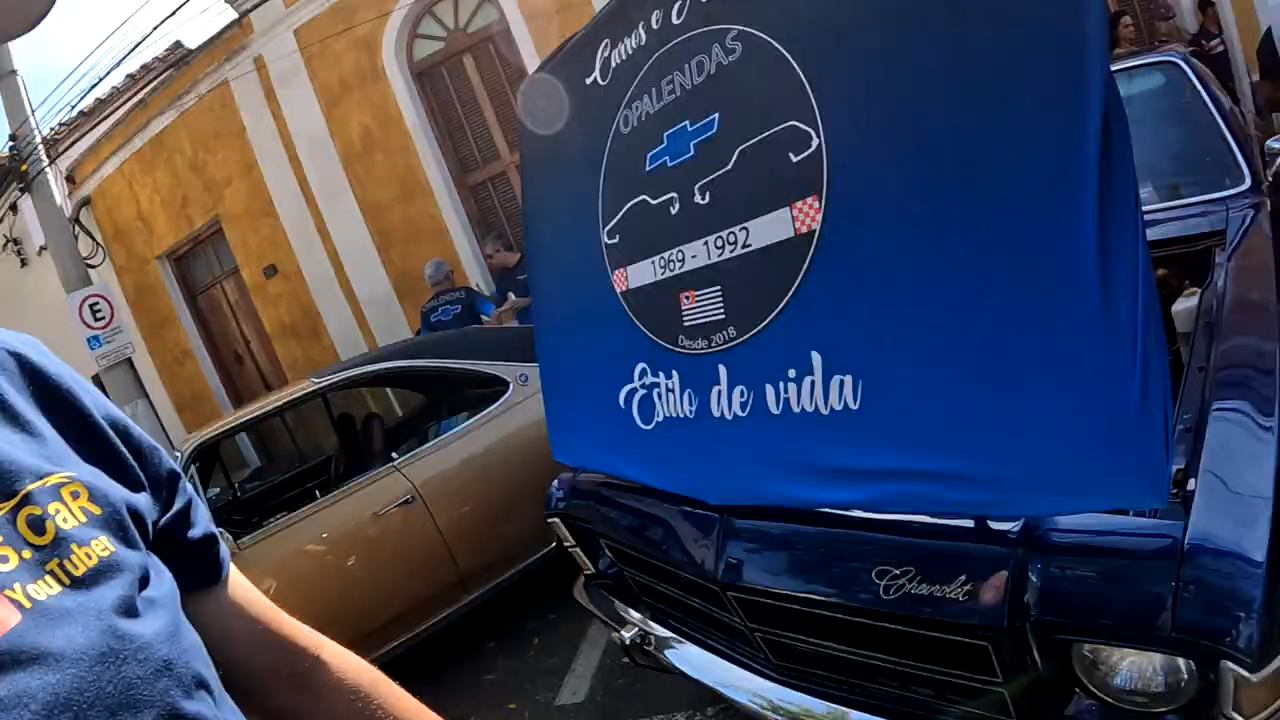 Carros e
OPALENDAS
1969 - 1992
Desde 2018
Estilo de vida
Chevrolet
OPALENDAS
E
S.CaR
YouTuber